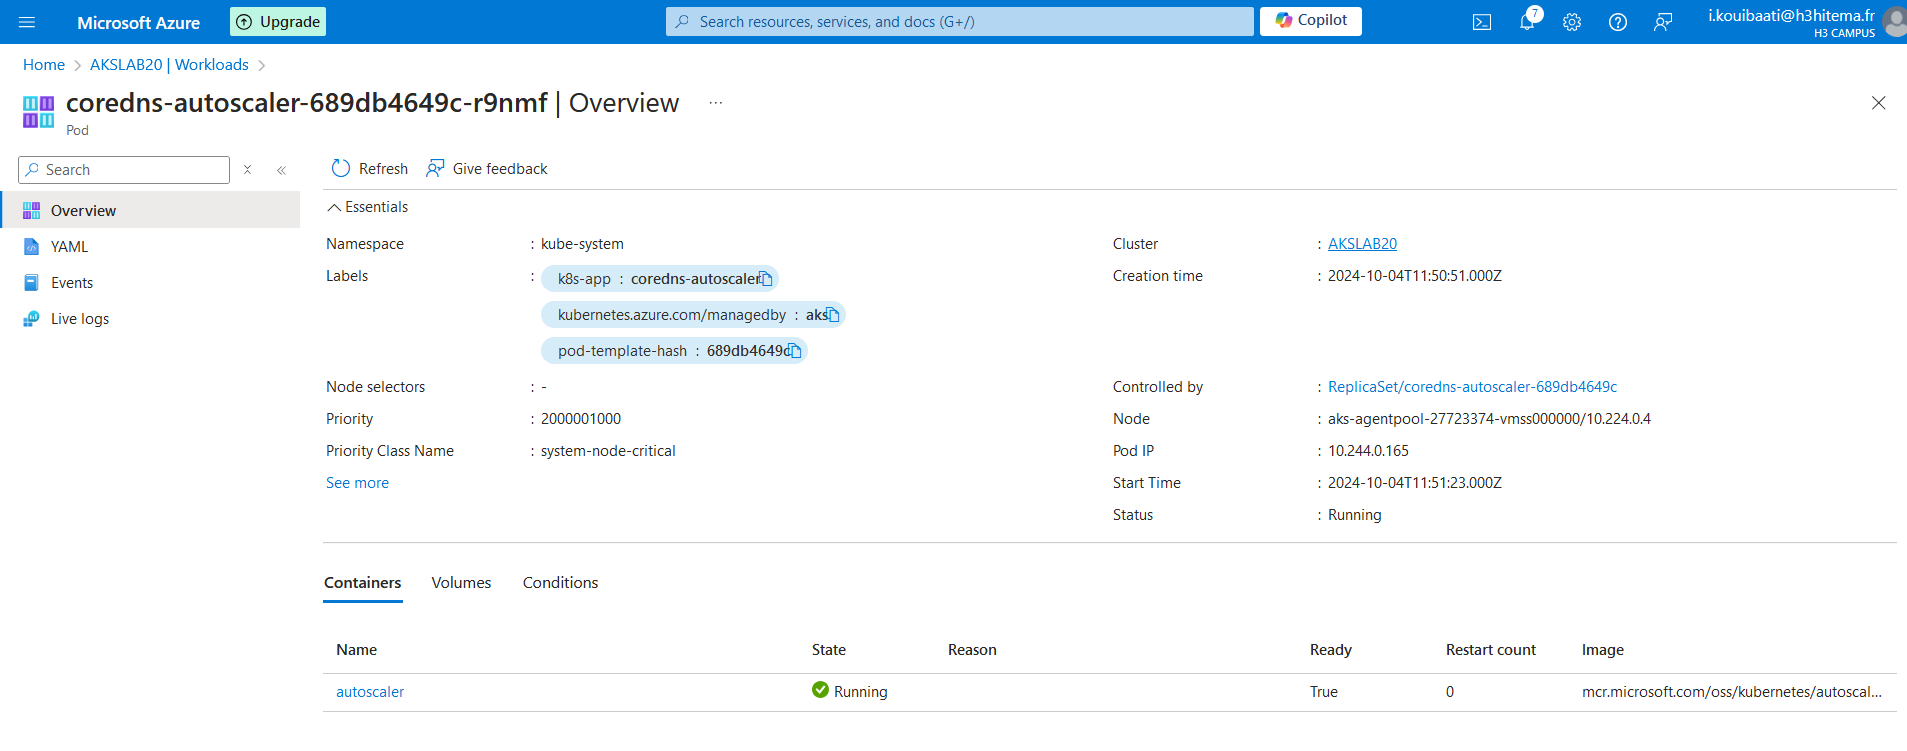 Microsoft Azure
Upgrade
Search resources, services, and docs (G+/)
Copilot
7
i.kouibaati@h3hitema.fr
H3 CAMPUS
Home > AKSLAB20 | Workloads >
coredns-autoscaler-689db4649c-r9nmf | Overview ...
Pod
Search
Overview
YAML
Events
Live logs
Refresh
Give feedback
Essentials
Namespace : kube-system
Labels :
k8s-app : coredns-autoscaler
kubernetes.azure.com/managedby : aks
pod-template-hash : 689db4649c
Node selectors : -
Priority : 2000001000
Priority Class Name : system-node-critical
See more
Cluster : AKSLAB20
Creation time : 2024-10-04T11:50:51.000Z
Controlled by : ReplicaSet/coredns-autoscaler-689db4649c
Node : aks-agentpool-27723374-vmss000000/10.224.0.4
Pod IP : 10.244.0.165
Start Time : 2024-10-04T11:51:23.000Z
Status : Running
Containers Volumes Conditions
Name State Reason Ready Restart count Image
autoscaler Running True 0 mcr.microsoft.com/oss/kubernetes/autoscal...